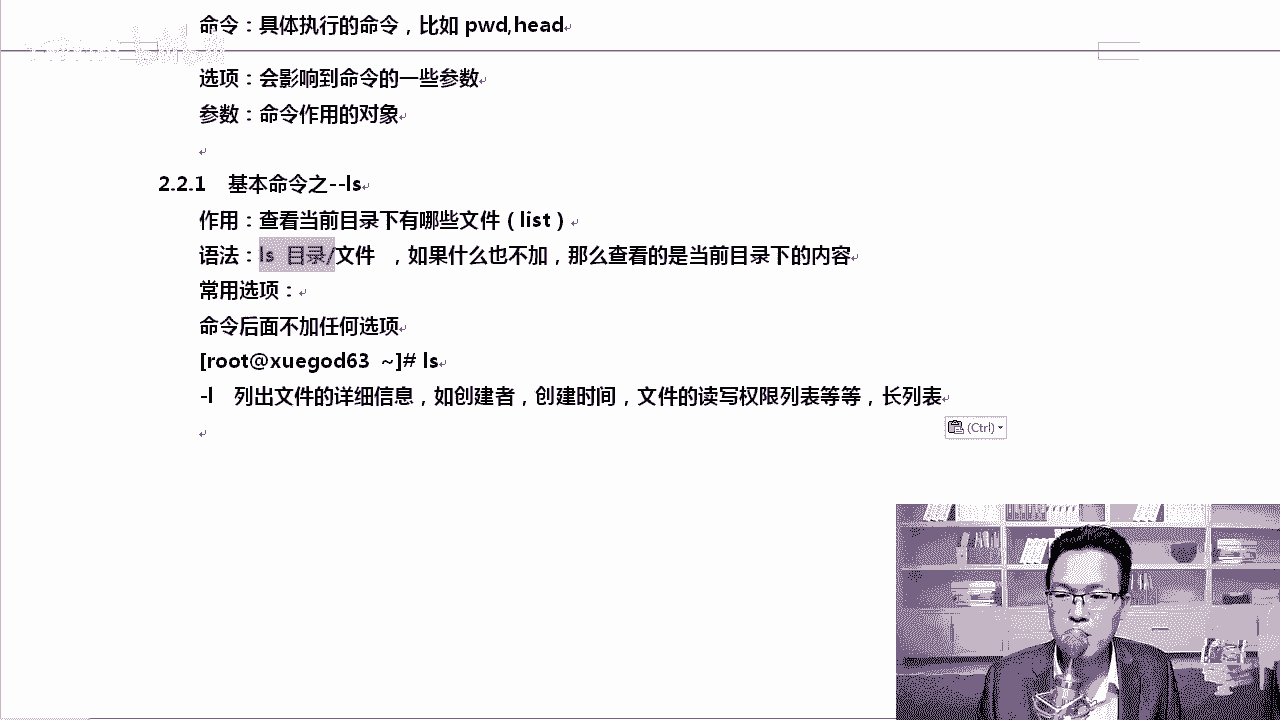 命令：具体执行的命令，比如 pwd,head
选项：会影响到命令的一些参数
参数：命令作用的对象
2.2.1 基本命令之--ls
作用：查看当前目录下有哪些文件（list）
语法：ls 目录/文件 ，如果什么也不加，那么查看的是当前目录下的内容
常用选项：
命令后面不加任何选项
[root@xuegod63 ~]# ls
-l 列出文件的详细信息，如创建者，创建时间，文件的读写权限列表等等，长列表
(Ctrl)